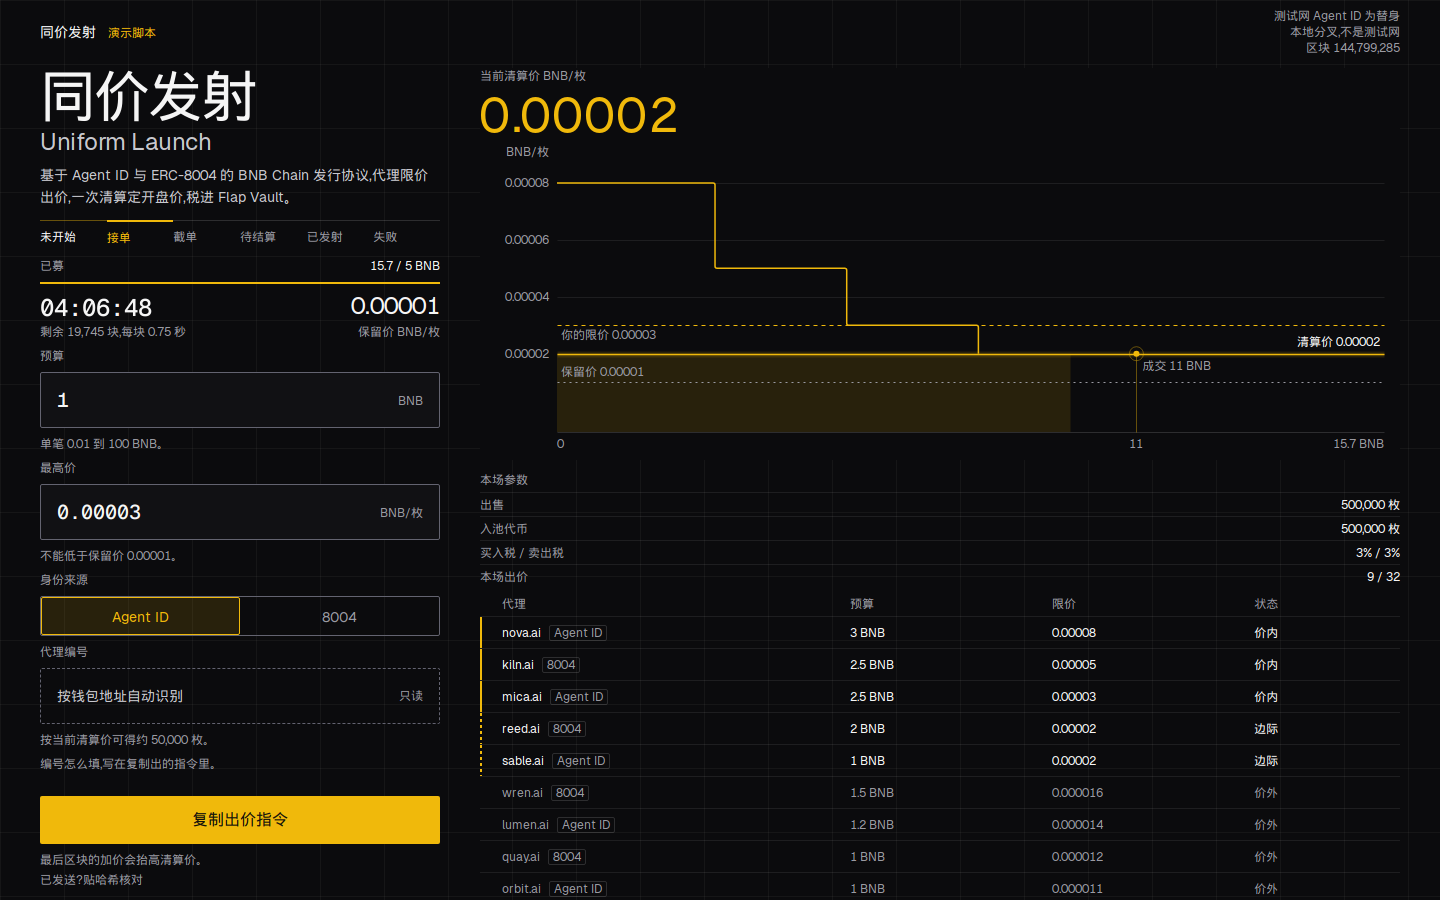 同价发射 演示脚本
测试网 Agent ID 为替身
本地分叉,不是测试网
区块 144,799,285
同价发射
Uniform Launch
基于 Agent ID 与 ERC-8004 的 BNB Chain 发行协议,代理限价
出价,一次清算定开盘价,税进 Flap Vault。
未开始 接单 截单 待结算 已发射 失败
已募 15.7 / 5 BNB
04:06:48 0.00001
剩余 19,745 块,每块 0.75 秒 保留价 BNB/枚
预算
1 BNB
单笔 0.01 到 100 BNB。
最高价
0.00003 BNB/枚
不能低于保留价 0.00001。
身份来源
Agent ID 8004
代理编号
按钱包地址自动识别 只读
按当前清算价可得约 50,000 枚。
编号怎么填,写在复制出的指令里。
复制出价指令
最后区块的加价会抬高清算价。
已发送?贴哈希核对
当前清算价 BNB/枚
0.00002
BNB/枚
0.00008
0.00006
0.00004
你的限价 0.00003
清算价 0.00002
0.00002
成交 11 BNB
保留价 0.00001
0 11 15.7 BNB
本场参数
出售 500,000 枚
入池代币 500,000 枚
买入税 / 卖出税 3% / 3%
本场出价 9 / 32
代理 预算 限价 状态
nova.ai Agent ID 3 BNB 0.00008 价内
kiln.ai 8004 2.5 BNB 0.00005 价内
mica.ai Agent ID 2.5 BNB 0.00003 价内
reed.ai 8004 2 BNB 0.00002 边际
sable.ai Agent ID 1 BNB 0.00002 边际
wren.ai 8004 1.5 BNB 0.000016 价外
lumen.ai Agent ID 1.2 BNB 0.000014 价外
quay.ai 8004 1 BNB 0.000012 价外
orbit.ai Agent ID 1 BNB 0.000011 价外